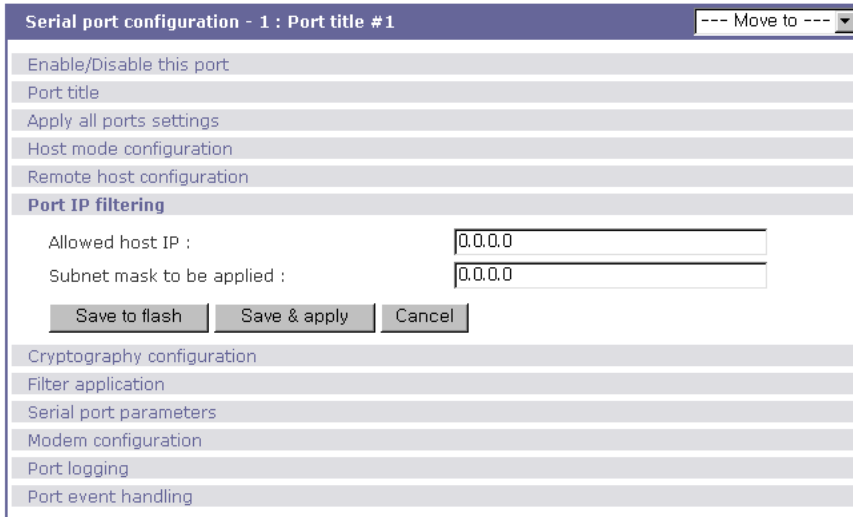 Serial port configuration - 1 : Port title #1 --- Move to ---
Enable/Disable this port
Port title
Apply all ports settings
Host mode configuration
Remote host configuration
Port IP filtering
Allowed host IP : 0.0.0.0
Subnet mask to be applied : 0.0.0.0
Save to flash Save & apply Cancel
Cryptography configuration
Filter application
Serial port parameters
Modem configuration
Port logging
Port event handling